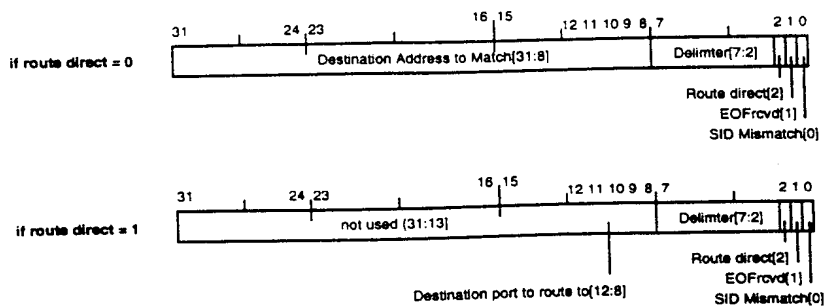 31 24 23 16 15 12 11 10 9 8 7 2 1 0
if route direct = 0
Destination Address to Match[31:8] Delimter[7:2]
Route direct[2]
EOFrcvd[1]
SID Mismatch[0]
31 24 23 16 15 12 11 10 9 8 7 2 1 0
if route direct = 1
not used (31:13] Delimter[7:2]
Route direct[2]
EOFrcvd[1]
Destination port to route to[12:8]
SID Mismatch[0]